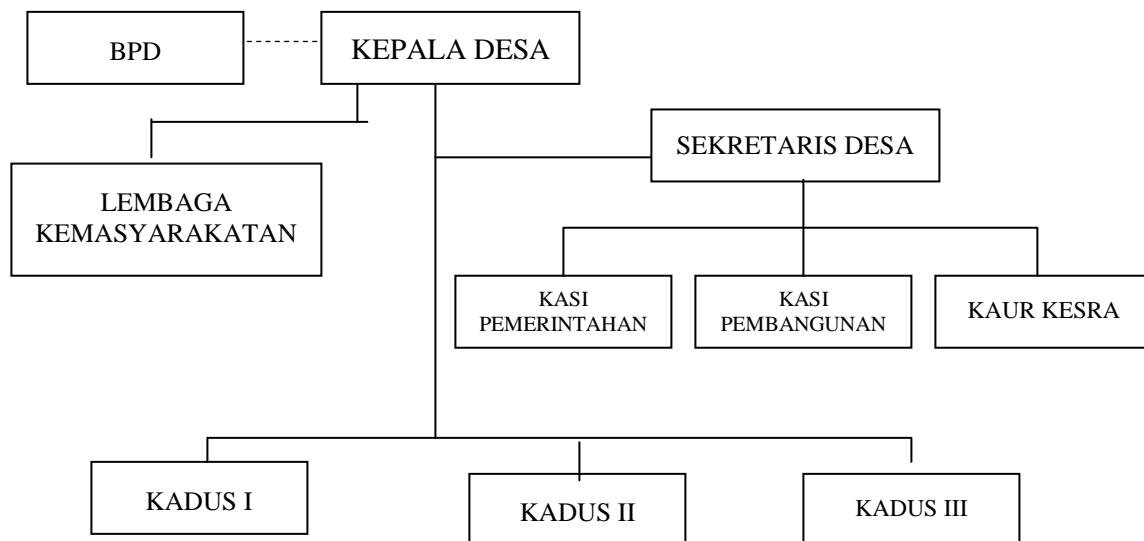 BPD
KEPALA DESA
SEKRETARIS DESA
LEMBAGA
KEMASYARAKATAN
KASI
PEMERINTAHAN
KASI
PEMBANGUNAN
KAUR KESRA
KADUS I
KADUS II
KADUS III